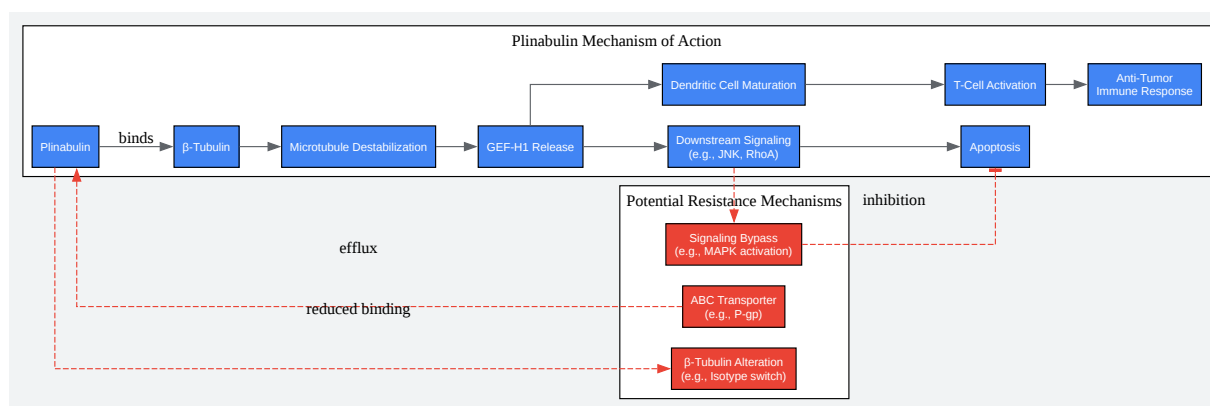 Plinabulin Mechanism of Action
Dendritic Cell Maturation
T-Cell Activation
Anti-Tumor
Immune Response
Plinabulin
binds
β-Tubulin
Microtubule Destabilization
GEF-H1 Release
Downstream Signaling
(e.g., JNK, RhoA)
Apoptosis
Potential Resistance Mechanisms
inhibition
Signaling Bypass
(e.g., MAPK activation)
efflux
ABC Transporter
(e.g., P-gp)
reduced binding
β-Tubulin Alteration
(e.g., Isotype switch)